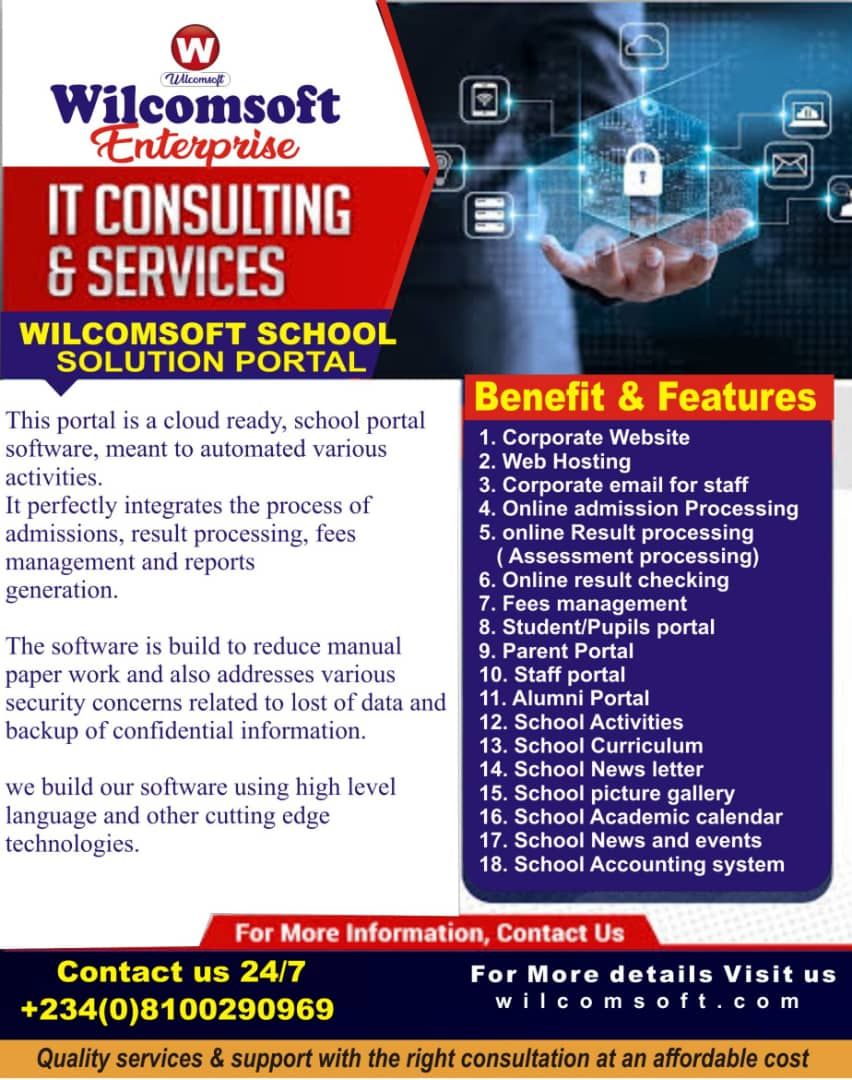 W
Wilcomsoft
Wilcomsoft
Enterprise
IT CONSULTING
& SERVICES
WILCOMSOFT SCHOOL
SOLUTION PORTAL
This portal is a cloud ready, school portal
software, meant to automated various
activities.
It perfectly integrates the process of
admissions, result processing, fees
management and reports
generation.
The software is build to reduce manual
paper work and also addresses various
security concerns related to lost of data and
backup of confidential information.
we build our software using high level
language and other cutting edge
technologies.
Benefit & Features
1. Corporate Website
2. Web Hosting
3. Corporate email for staff
4. Online admission Processing
5. online Result processing
( Assessment processing)
6. Online result checking
7. Fees management
8. Student/Pupils portal
9. Parent Portal
10. Staff portal
11. Alumni Portal
12. School Activities
13. School Curriculum
14. School News letter
15. School picture gallery
16. School Academic calendar
17. School News and events
18. School Accounting system
For More Information, Contact Us
Contact us 24/7
+234(0)8100290969
For More details Visit us
wilcomsoft.com
Quality services & support with the right consultation at an affordable cost